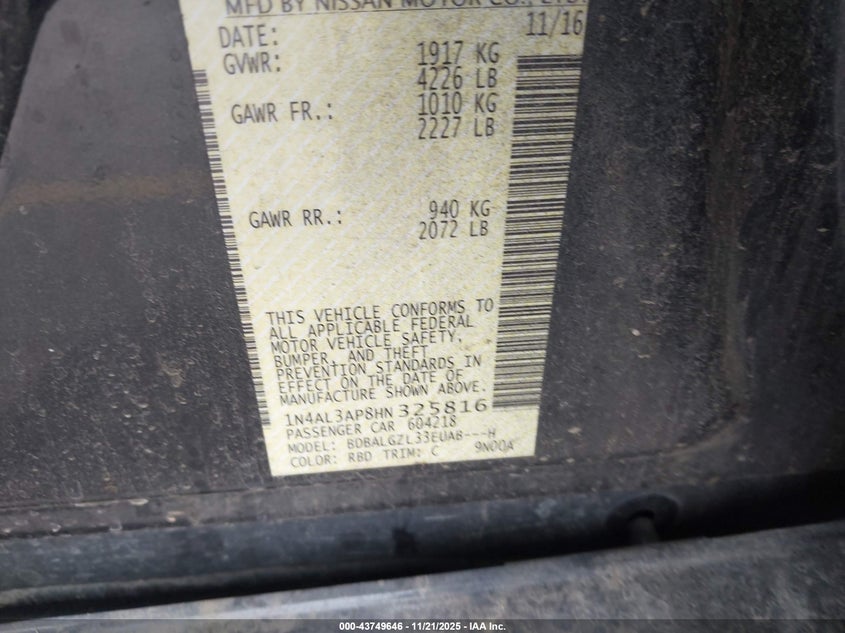 MFD BY NISSAN MOTOR CO., LTD.
DATE: 11/16
GVWR: 1917 KG
4226 LB
GAWR FR.: 1010 KG
2227 LB
GAWR RR.: 940 KG
2072 LB
THIS VEHICLE CONFORMS TO
ALL APPLICABLE FEDERAL
MOTOR VEHICLE SAFETY,
BUMPER, AND THEFT
PREVENTION STANDARDS IN
EFFECT ON THE DATE OF
MANUFACTURE SHOWN ABOVE.
1N4AL3AP8HN325816
PASSENGER CAR 604218
MODEL: BDBALGZL33EUAB---H
COLOR: RBD TRIM: C 9N00A
000-43749646 - 11/21/2025 - IAA Inc.